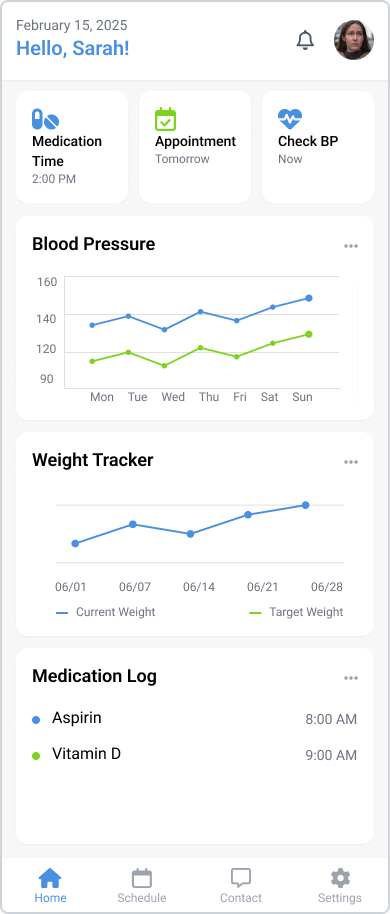 February 15, 2025
Hello, Sarah!
Medication
Time
2:00 PM
Appointment
Tomorrow
Check BP
Now
Blood Pressure
160
140
120
90
Mon Tue Wed Thu Fri Sat Sun
Weight Tracker
06/01 06/07 06/14 06/21 06/28
Current Weight Target Weight
Medication Log
Aspirin 8:00 AM
Vitamin D 9:00 AM
Home Schedule Contact Settings